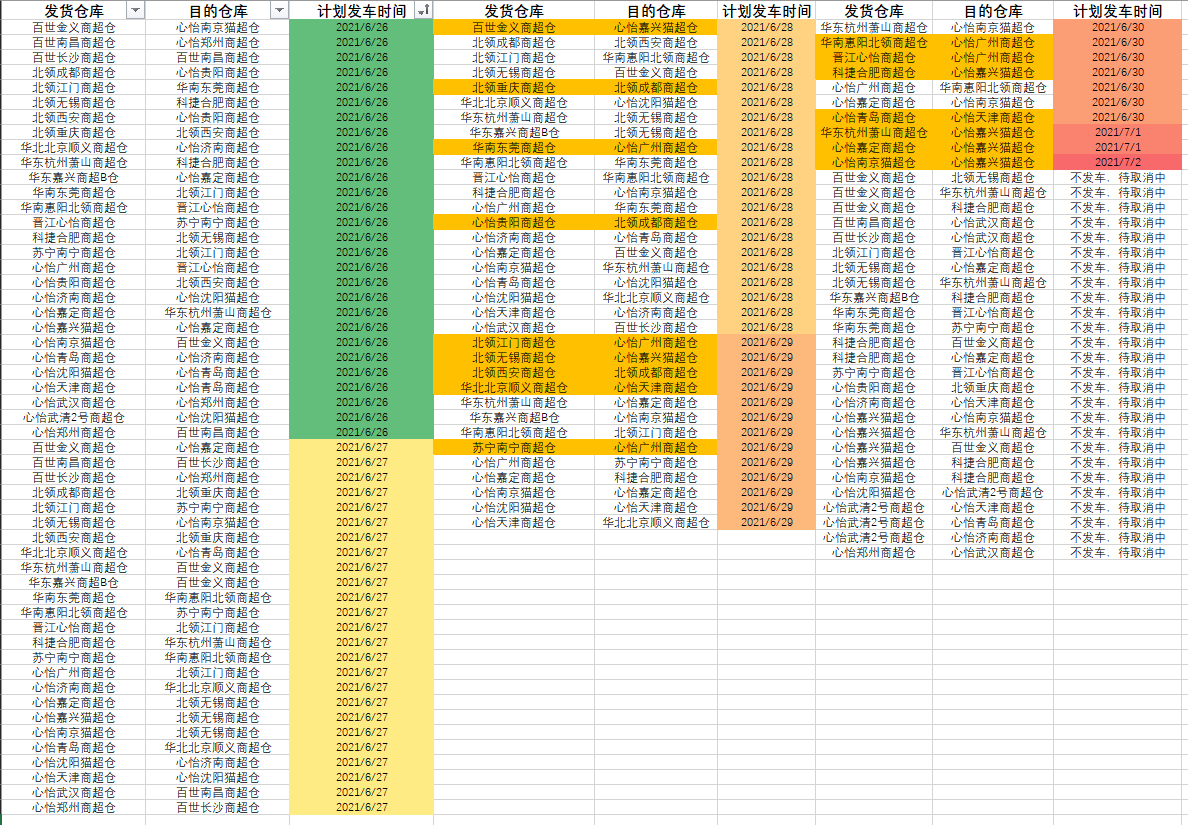 发货仓库 目的仓库 计划发车时间 发货仓库 目的仓库 计划发车时间 发货仓库 目的仓库 计划发车时间
百世金义商超仓 心怡南京猫超仓 2021/6/26 百世金义商超仓 心怡嘉兴猫超仓 2021/6/28 华东杭州萧山商超仓 心怡南京猫超仓 2021/6/30
百世南昌商超仓 心怡郑州商超仓 2021/6/26 北领成都商超仓 北领西安商超仓 2021/6/28 华南惠阳北领商超仓 心怡广州商超仓 2021/6/30
百世长沙商超仓 百世南昌商超仓 2021/6/26 北领江门商超仓 华南惠阳北领商超仓 2021/6/28 晋江心怡商超仓 心怡广州商超仓 2021/6/30
北领成都商超仓 心怡贵阳商超仓 2021/6/26 北领无锡商超仓 百世金义商超仓 2021/6/28 科捷合肥商超仓 心怡嘉兴猫超仓 2021/6/30
北领江门商超仓 华南东莞商超仓 2021/6/26 北领重庆商超仓 北领成都商超仓 2021/6/28 心怡广州商超仓 华南惠阳北领商超仓 2021/6/30
北领无锡商超仓 科捷合肥商超仓 2021/6/26 华北北京顺义商超仓 心怡沈阳猫超仓 2021/6/28 心怡嘉定商超仓 心怡南京猫超仓 2021/6/30
北领西安商超仓 心怡贵阳商超仓 2021/6/26 华东杭州萧山商超仓 北领无锡商超仓 2021/6/28 心怡青岛商超仓 心怡天津商超仓 2021/6/30
北领重庆商超仓 北领西安商超仓 2021/6/26 华东嘉兴商超B仓 北领无锡商超仓 2021/6/28 华东杭州萧山商超仓 心怡嘉兴猫超仓 2021/7/1
华北北京顺义商超仓 心怡济南商超仓 2021/6/26 华南东莞商超仓 心怡广州商超仓 2021/6/28 心怡嘉定商超仓 心怡嘉兴猫超仓 2021/7/1
华东杭州萧山商超仓 科捷合肥商超仓 2021/6/26 华南惠阳北领商超仓 华南东莞商超仓 2021/6/28 心怡南京猫超仓 心怡嘉兴猫超仓 2021/7/2
华东嘉兴商超B仓 心怡嘉定商超仓 2021/6/26 晋江心怡商超仓 华南惠阳北领商超仓 2021/6/28 百世金义商超仓 北领无锡商超仓 不发车，待取消中
华南东莞商超仓 北领江门商超仓 2021/6/26 科捷合肥商超仓 心怡南京猫超仓 2021/6/28 百世金义商超仓 华东杭州萧山商超仓 不发车，待取消中
华南惠阳北领商超仓 晋江心怡商超仓 2021/6/26 心怡广州商超仓 华南东莞商超仓 2021/6/28 百世金义商超仓 科捷合肥商超仓 不发车，待取消中
晋江心怡商超仓 苏宁南宁商超仓 2021/6/26 心怡贵阳商超仓 北领成都商超仓 2021/6/28 百世南昌商超仓 心怡武汉商超仓 不发车，待取消中
科捷合肥商超仓 北领无锡商超仓 2021/6/26 心怡济南商超仓 心怡青岛商超仓 2021/6/28 百世长沙商超仓 心怡武汉商超仓 不发车，待取消中
苏宁南宁商超仓 北领江门商超仓 2021/6/26 心怡嘉定商超仓 百世金义商超仓 2021/6/28 北领江门商超仓 晋江心怡商超仓 不发车，待取消中
心怡广州商超仓 晋江心怡商超仓 2021/6/26 心怡南京猫超仓 华东杭州萧山商超仓 2021/6/28 北领无锡商超仓 心怡嘉定商超仓 不发车，待取消中
心怡贵阳商超仓 北领西安商超仓 2021/6/26 心怡青岛商超仓 心怡沈阳猫超仓 2021/6/28 北领无锡商超仓 华东杭州萧山商超仓 不发车，待取消中
心怡济南商超仓 心怡沈阳猫超仓 2021/6/26 心怡沈阳猫超仓 华北北京顺义商超仓 2021/6/28 华东嘉兴商超B仓 科捷合肥商超仓 不发车，待取消中
心怡嘉定商超仓 华东杭州萧山商超仓 2021/6/26 心怡天津商超仓 心怡济南商超仓 2021/6/28 华南东莞商超仓 晋江心怡商超仓 不发车，待取消中
心怡嘉兴猫超仓 心怡嘉定商超仓 2021/6/26 心怡武汉商超仓 百世长沙商超仓 2021/6/28 华南东莞商超仓 苏宁南宁商超仓 不发车，待取消中
心怡南京猫超仓 百世金义商超仓 2021/6/26 北领江门商超仓 心怡广州商超仓 2021/6/29 科捷合肥商超仓 百世金义商超仓 不发车，待取消中
心怡青岛商超仓 心怡济南商超仓 2021/6/26 北领无锡商超仓 心怡嘉兴猫超仓 2021/6/29 科捷合肥商超仓 心怡嘉定商超仓 不发车，待取消中
心怡沈阳猫超仓 心怡青岛商超仓 2021/6/26 北领西安商超仓 北领成都商超仓 2021/6/29 苏宁南宁商超仓 晋江心怡商超仓 不发车，待取消中
心怡天津商超仓 心怡青岛商超仓 2021/6/26 华北北京顺义商超仓 心怡天津商超仓 2021/6/29 心怡贵阳商超仓 北领重庆商超仓 不发车，待取消中
心怡武汉商超仓 心怡郑州商超仓 2021/6/26 华东杭州萧山商超仓 心怡嘉定商超仓 2021/6/29 心怡济南商超仓 心怡天津商超仓 不发车，待取消中
心怡武清2号商超仓 心怡沈阳猫超仓 2021/6/26 华东嘉兴商超B仓 心怡南京猫超仓 2021/6/29 心怡嘉兴猫超仓 心怡南京猫超仓 不发车，待取消中
心怡郑州商超仓 百世南昌商超仓 2021/6/26 华南惠阳北领商超仓 北领江门商超仓 2021/6/29 心怡嘉兴猫超仓 华东杭州萧山商超仓 不发车，待取消中
百世金义商超仓 心怡嘉定商超仓 2021/6/27 苏宁南宁商超仓 心怡广州商超仓 2021/6/29 心怡嘉兴猫超仓 百世金义商超仓 不发车，待取消中
百世南昌商超仓 百世长沙商超仓 2021/6/27 心怡广州商超仓 苏宁南宁商超仓 2021/6/29 心怡嘉兴猫超仓 科捷合肥商超仓 不发车，待取消中
百世长沙商超仓 心怡郑州商超仓 2021/6/27 心怡嘉定商超仓 科捷合肥商超仓 2021/6/29 心怡南京猫超仓 科捷合肥商超仓 不发车，待取消中
北领成都商超仓 北领重庆商超仓 2021/6/27 心怡南京猫超仓 心怡嘉定商超仓 2021/6/29 心怡沈阳猫超仓 心怡武清2号商超仓 不发车，待取消中
北领江门商超仓 苏宁南宁商超仓 2021/6/27 心怡沈阳猫超仓 心怡天津商超仓 2021/6/29 心怡武清2号商超仓 心怡天津商超仓 不发车，待取消中
北领无锡商超仓 心怡南京猫超仓 2021/6/27 心怡天津商超仓 华北北京顺义商超仓 2021/6/29 心怡武清2号商超仓 心怡青岛商超仓 不发车，待取消中
北领西安商超仓 北领重庆商超仓 2021/6/27 心怡武清2号商超仓 心怡济南商超仓 不发车，待取消中
华北北京顺义商超仓 心怡青岛商超仓 2021/6/27 心怡郑州商超仓 心怡武汉商超仓 不发车，待取消中
华东杭州萧山商超仓 百世金义商超仓 2021/6/27
华东嘉兴商超B仓 百世金义商超仓 2021/6/27
华南东莞商超仓 华南惠阳北领商超仓 2021/6/27
华南惠阳北领商超仓 苏宁南宁商超仓 2021/6/27
晋江心怡商超仓 北领江门商超仓 2021/6/27
科捷合肥商超仓 华东杭州萧山商超仓 2021/6/27
苏宁南宁商超仓 华南惠阳北领商超仓 2021/6/27
心怡广州商超仓 北领江门商超仓 2021/6/27
心怡济南商超仓 华北北京顺义商超仓 2021/6/27
心怡嘉定商超仓 北领无锡商超仓 2021/6/27
心怡嘉兴猫超仓 北领无锡商超仓 2021/6/27
心怡南京猫超仓 北领无锡商超仓 2021/6/27
心怡青岛商超仓 华北北京顺义商超仓 2021/6/27
心怡沈阳猫超仓 心怡济南商超仓 2021/6/27
心怡天津商超仓 心怡沈阳猫超仓 2021/6/27
心怡武汉商超仓 百世南昌商超仓 2021/6/27
心怡郑州商超仓 百世长沙商超仓 2021/6/27